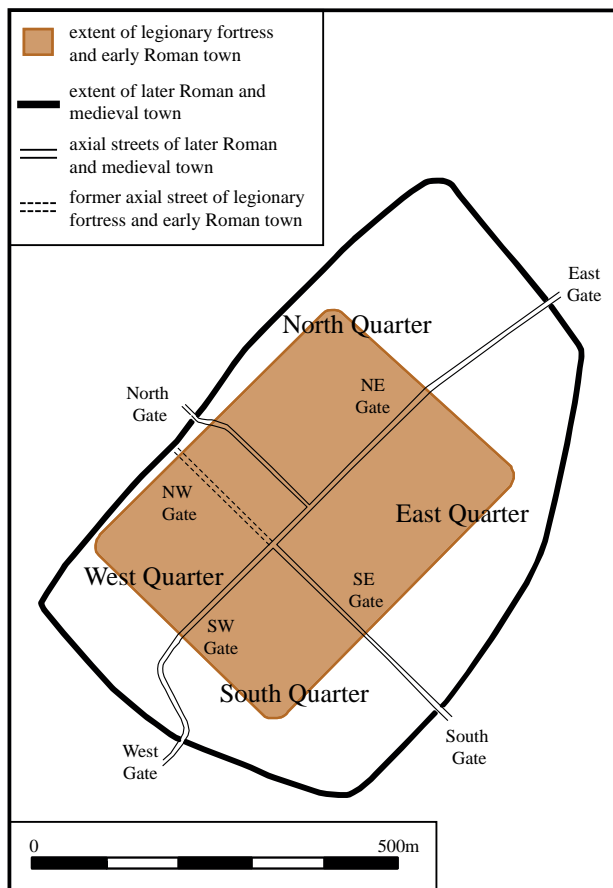 extent of legionary fortress
and early Roman town
extent of later Roman and
medieval town
axial streets of later Roman
and medieval town
former axial street of legionary
fortress and early Roman town
East
Gate
North Quarter
NE
Gate
North
Gate
NW
Gate
East Quarter
West Quarter
SE
Gate
SW
Gate
South Quarter
South
Gate
West
Gate
0
500m